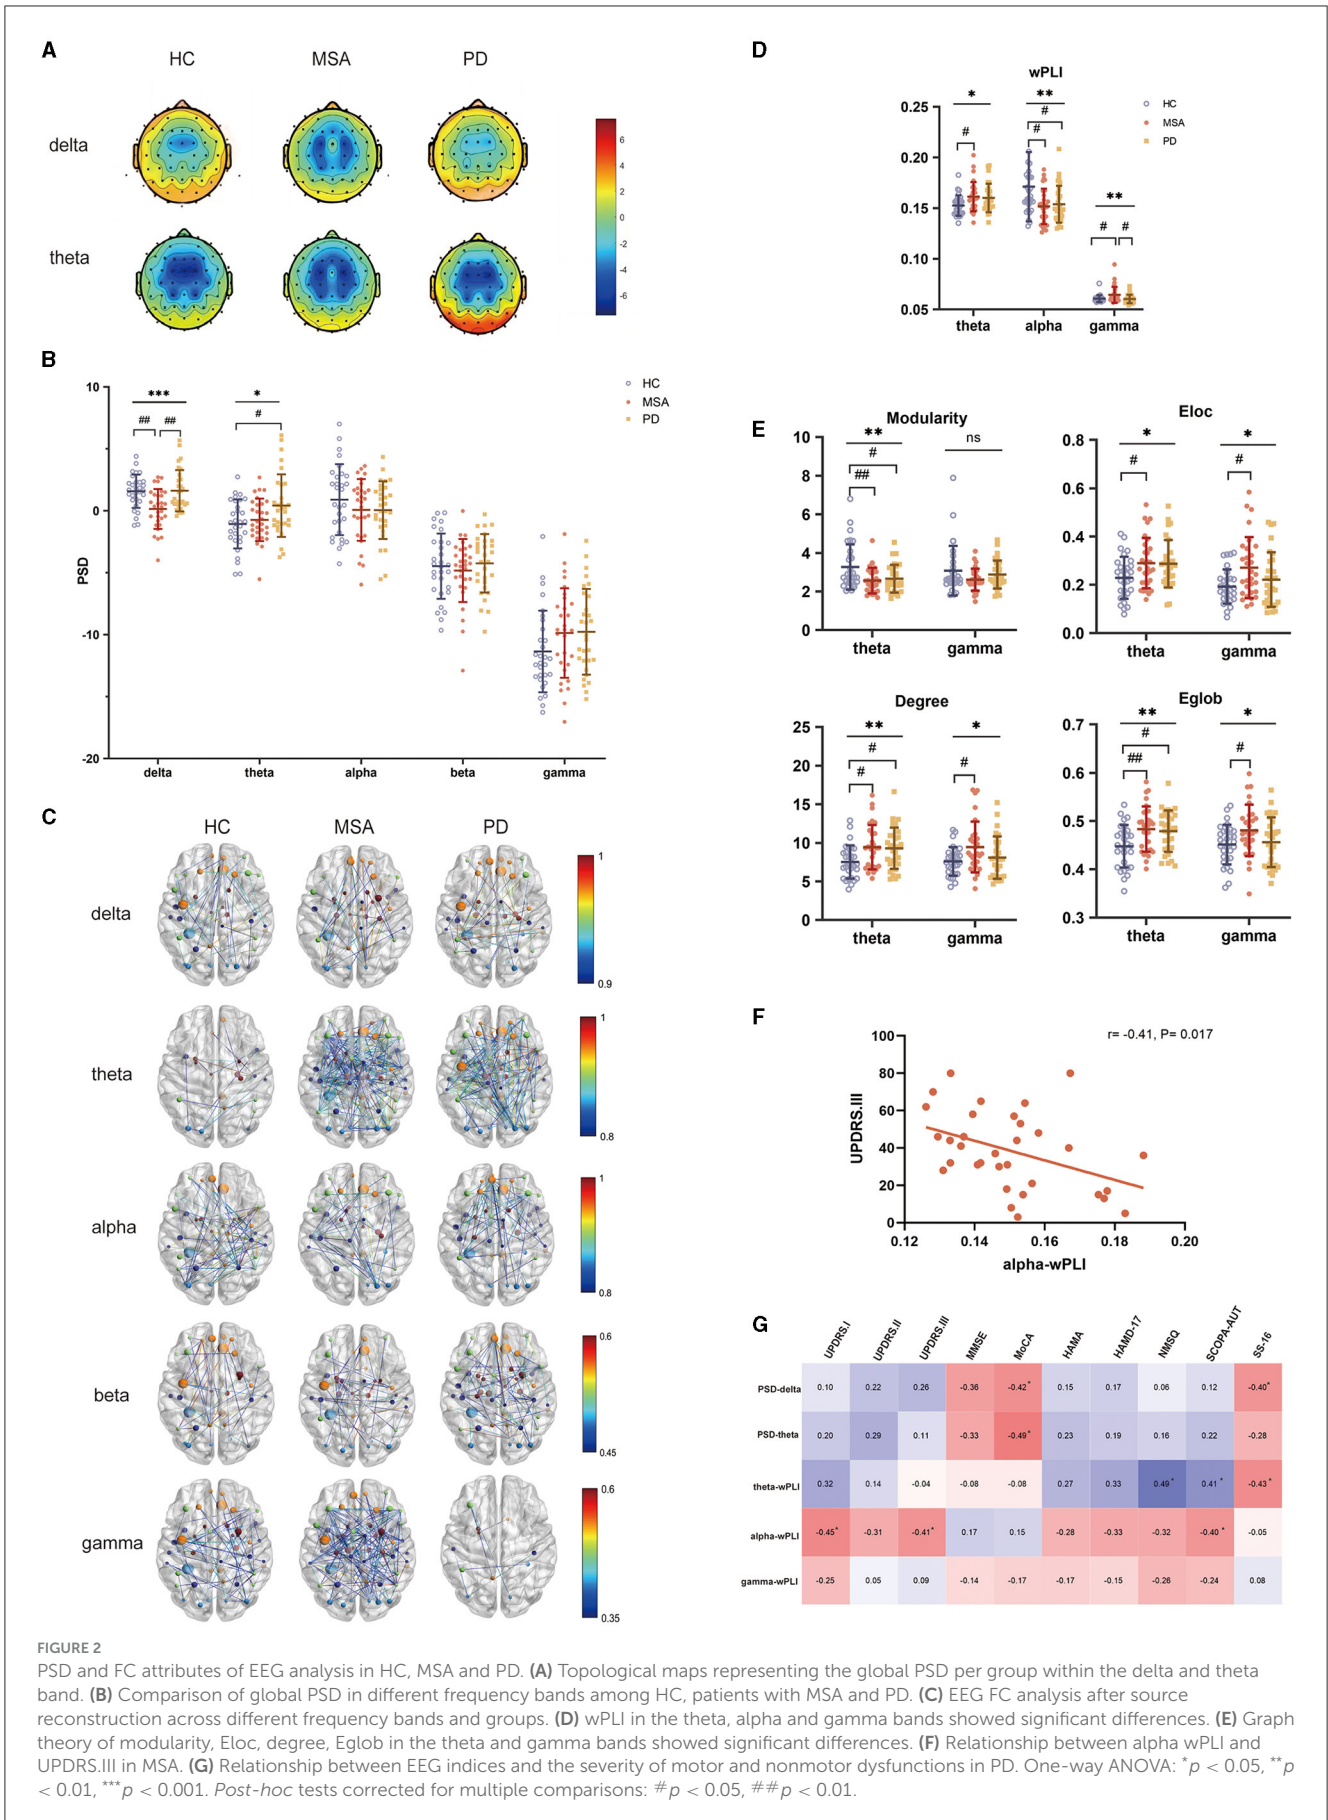 A
HC
MSA
PD
delta
theta
6
4
2
0
-2
-4
-6
B
HC
MSA
PD
10
0
-10
-20
PSD
***
*
##
##
#
delta
theta
alpha
beta
gamma
C
HC
MSA
PD
delta
1
0.9
theta
1
0.8
alpha
1
0.8
beta
0.6
0.45
gamma
0.6
0.35
D
wPLI
HC
MSA
PD
0.25
0.20
0.15
0.10
0.05
*
**
#
#
#
**
#
#
theta
alpha
gamma
E
Modularity
10
8
6
4
2
0
**
#
##
ns
theta
gamma
Eloc
0.8
0.6
0.4
0.2
0.0
*
*
#
#
theta
gamma
Degree
25
20
15
10
5
0
**
*
#
#
#
theta
gamma
Eglob
0.7
0.6
0.5
0.4
0.3
**
*
#
##
#
theta
gamma
F
r= -0.41, P= 0.017
UPDRS.III
100
80
60
40
20
0
0.12
0.14
0.16
0.18
0.20
alpha-wPLI
G
UPDRS.I
UPDRS.II
UPDRS.III
MMSE
MoCA
HAMA
HAMD-17
NMSQ
SCOPA-AUT
SS-16
PSD-delta 0.10 0.22 0.26 -0.36 -0.42* 0.15 0.17 0.06 0.12 -0.40*
PSD-theta 0.20 0.29 0.11 -0.33 -0.49* 0.23 0.19 0.16 0.22 -0.28
theta-wPLI 0.32 0.14 -0.04 -0.08 -0.08 0.27 0.33 0.49* 0.41* -0.43*
alpha-wPLI -0.45* -0.31 -0.41* 0.17 0.15 -0.28 -0.33 -0.32 -0.40* -0.05
gamma-wPLI -0.25 0.05 0.09 -0.14 -0.17 -0.17 -0.15 -0.26 -0.24 0.08
FIGURE 2
PSD and FC attributes of EEG analysis in HC, MSA and PD. (A) Topological maps representing the global PSD per group within the delta and theta
band. (B) Comparison of global PSD in different frequency bands among HC, patients with MSA and PD. (C) EEG FC analysis after source
reconstruction across different frequency bands and groups. (D) wPLI in the theta, alpha and gamma bands showed significant differences. (E) Graph
theory of modularity, Eloc, degree, Eglob in the theta and gamma bands showed significant differences. (F) Relationship between alpha wPLI and
UPDRS.III in MSA. (G) Relationship between EEG indices and the severity of motor and nonmotor dysfunctions in PD. One-way ANOVA: *p < 0.05, **p
< 0.01, ***p < 0.001. Post-hoc tests corrected for multiple comparisons: #p < 0.05, ##p < 0.01.